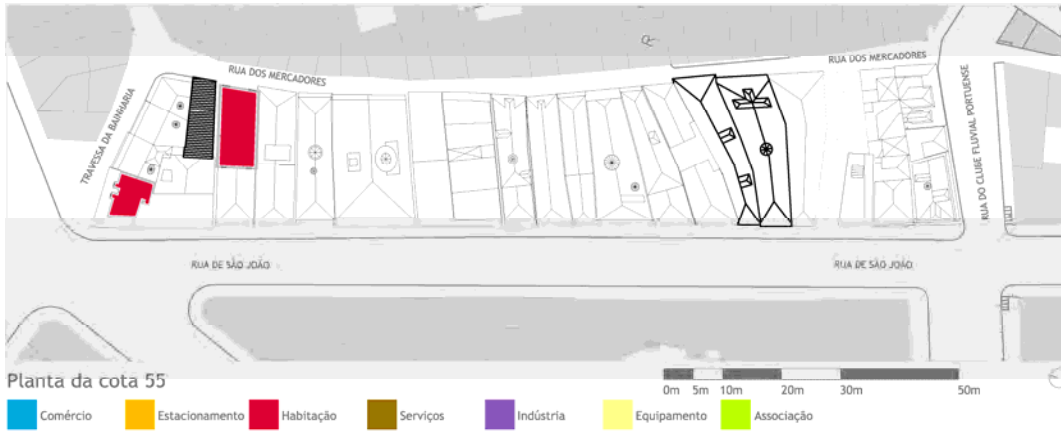 RUA DOS MERCADORES
RUA DOS MERCADORES
TRAVESSA DA BAINHARIA
RUA DO CLUBE FLUVIAL PORTUENSE
RUA DE SÃO JOÃO
RUA DE SÃO JOÃO
Planta da cota 55
0m 5m 10m 20m 30m 50m
Comércio Estacionamento Habitação Serviços Indústria Equipamento Associação